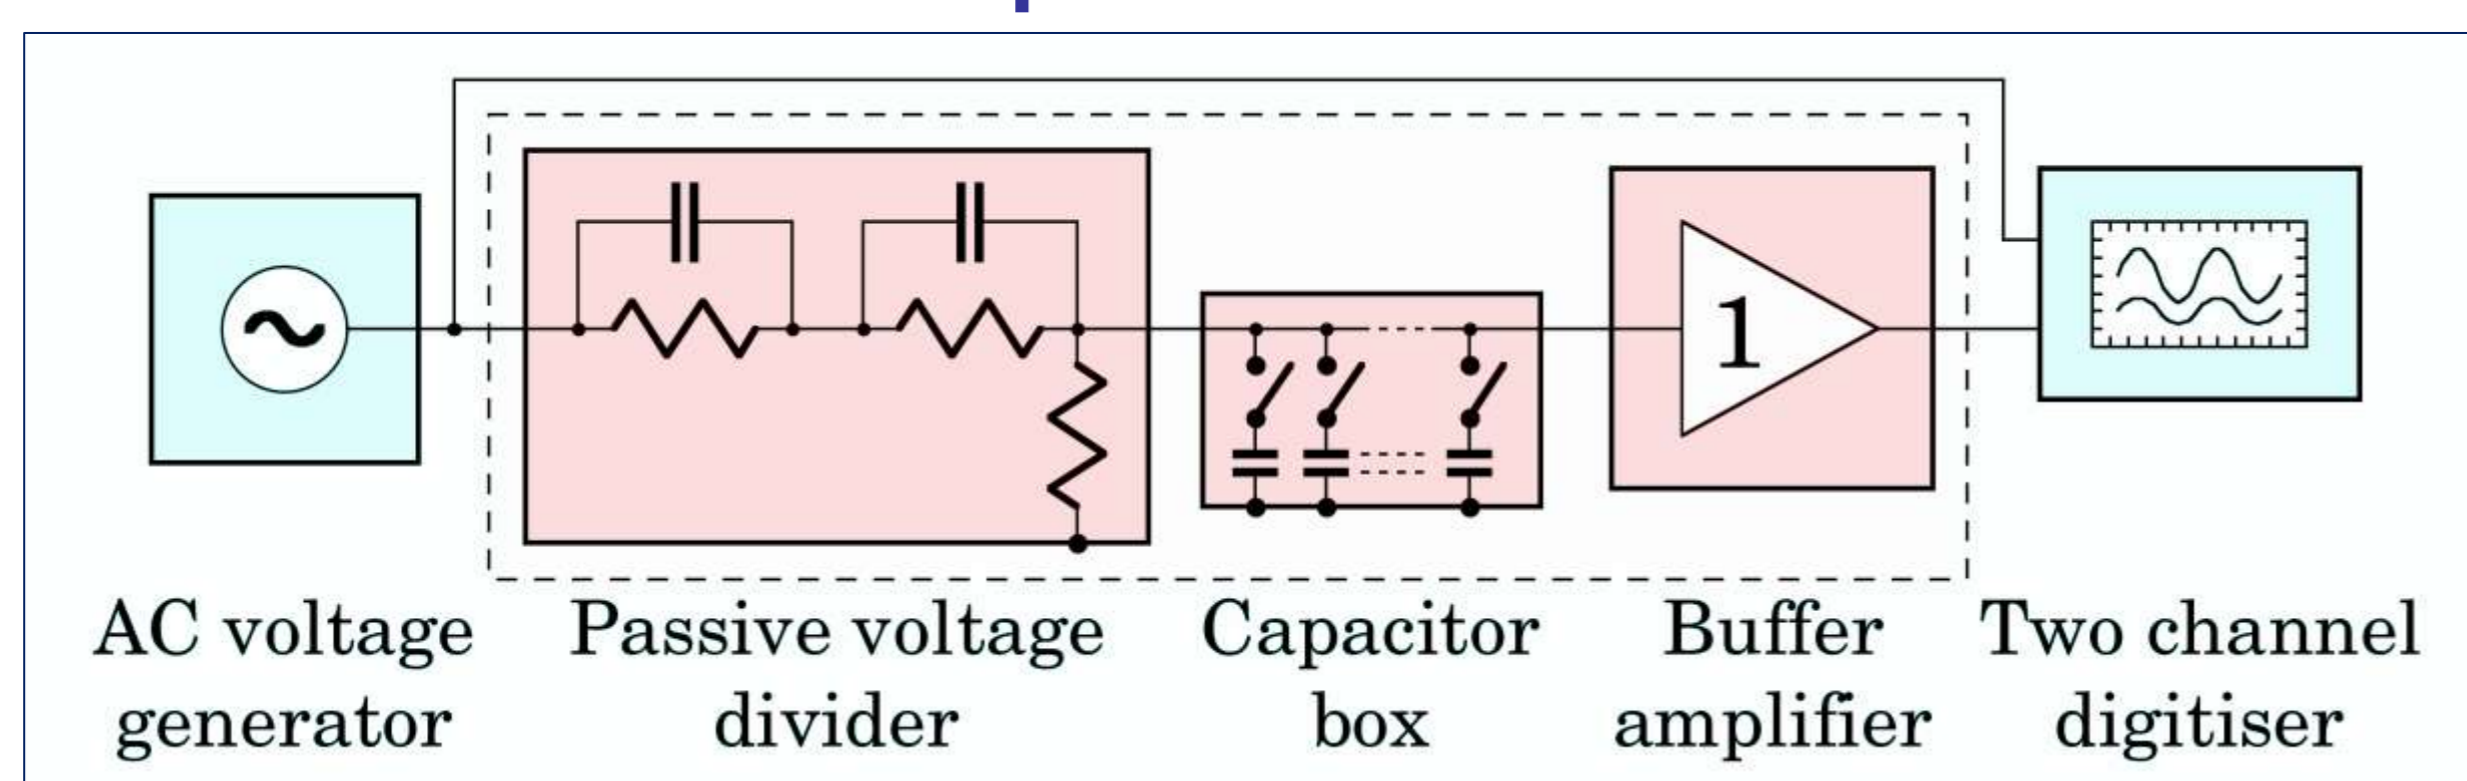 1
AC voltage
generator
Passive voltage
divider
Capacitor
box
Buffer
amplifier
Two channel
digitiser